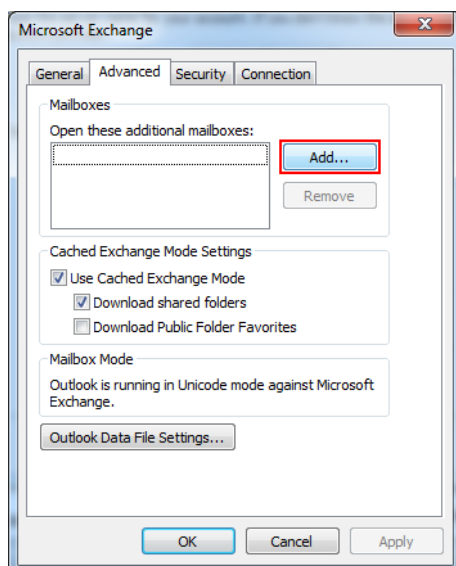 Microsoft Exchange
General Advanced Security Connection
Mailboxes
Open these additional mailboxes:
Add...
Remove
Cached Exchange Mode Settings
Use Cached Exchange Mode
Download shared folders
Download Public Folder Favorites
Mailbox Mode
Outlook is running in Unicode mode against Microsoft
Exchange.
Outlook Data File Settings...
OK Cancel Apply